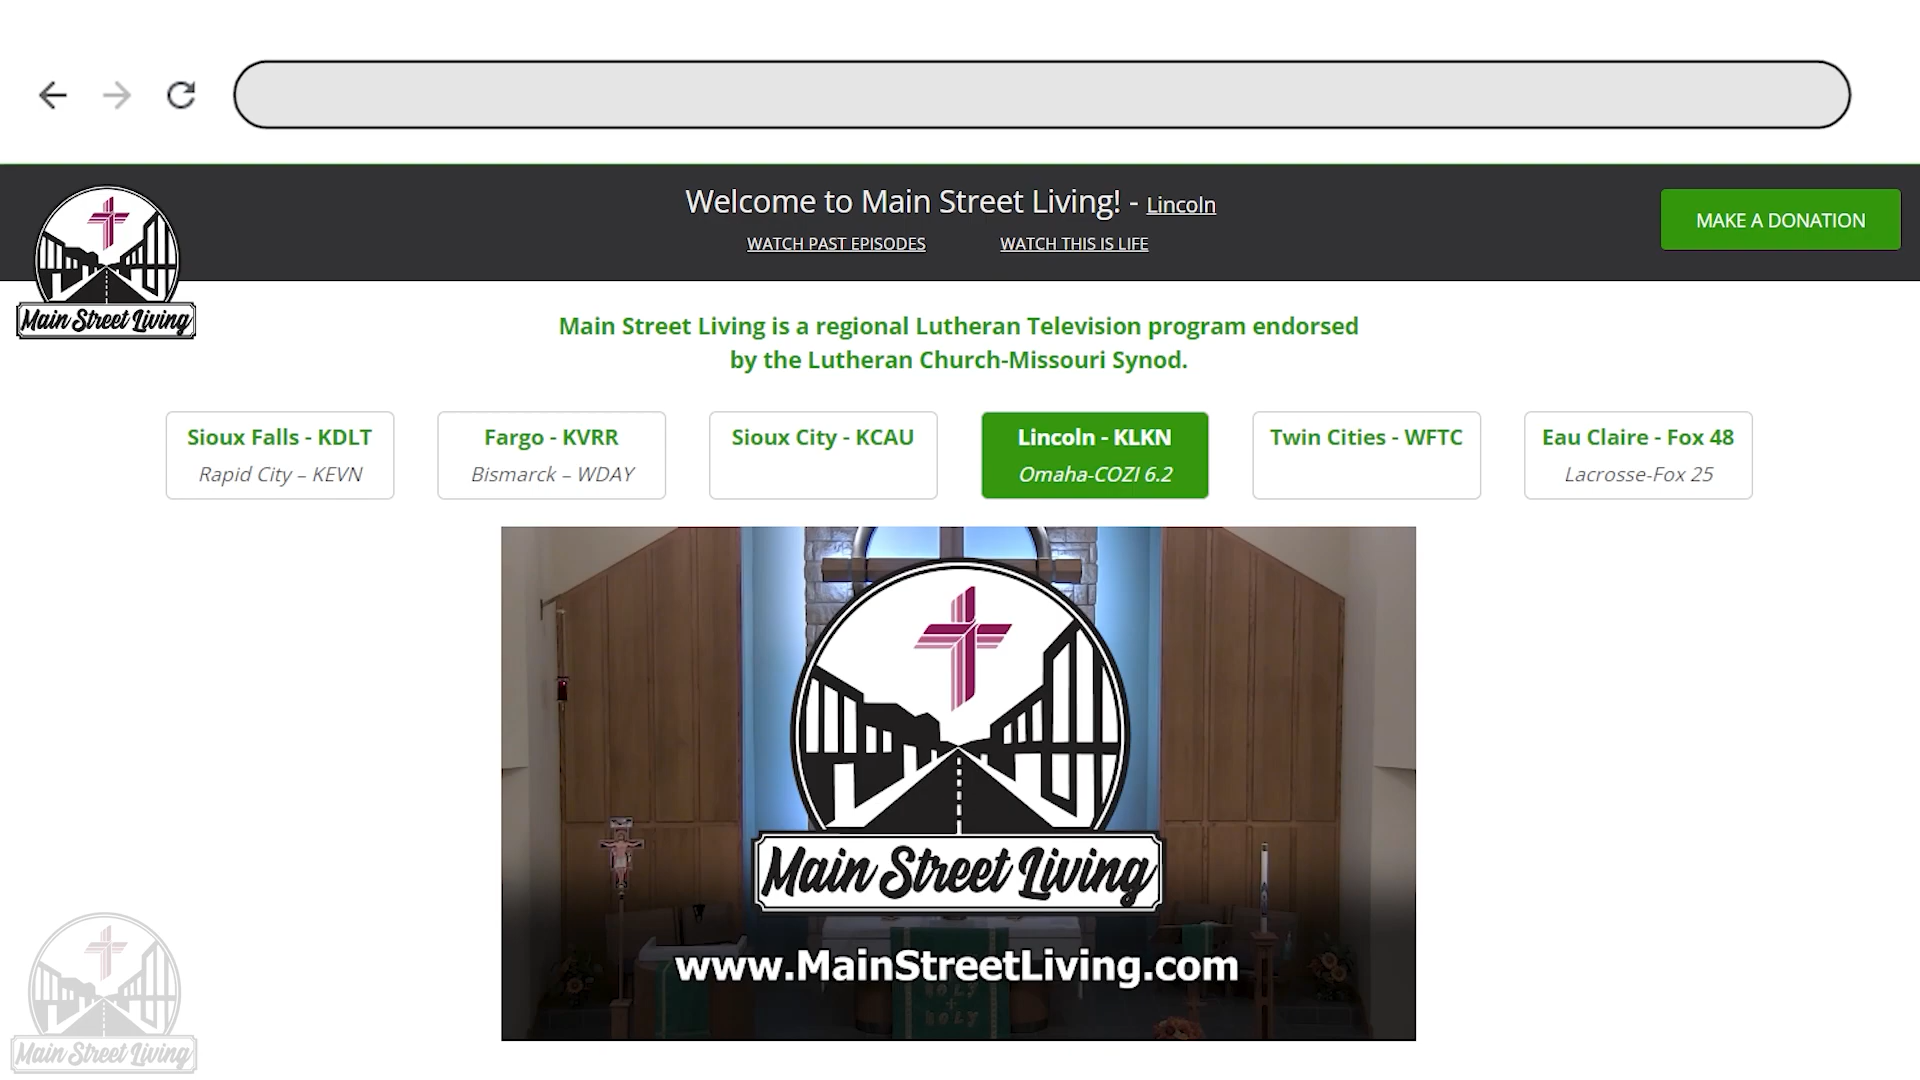 Welcome to Main Street Living! - Lincoln
WATCH PAST EPISODES WATCH THIS IS LIFE
MAKE A DONATION
Main Street Living
Main Street Living is a regional Lutheran Television program endorsed
by the Lutheran Church-Missouri Synod.
Sioux Falls - KDLT
Rapid City – KEVN
Fargo - KVRR
Bismarck – WDAY
Sioux City - KCAU
Lincoln - KLKN
Omaha-COZI 6.2
Twin Cities - WFTC
Eau Claire - Fox 48
Lacrosse-Fox 25
Main Street Living
www.MainStreetLiving.com
HOLY
HOLY
Main Street Living